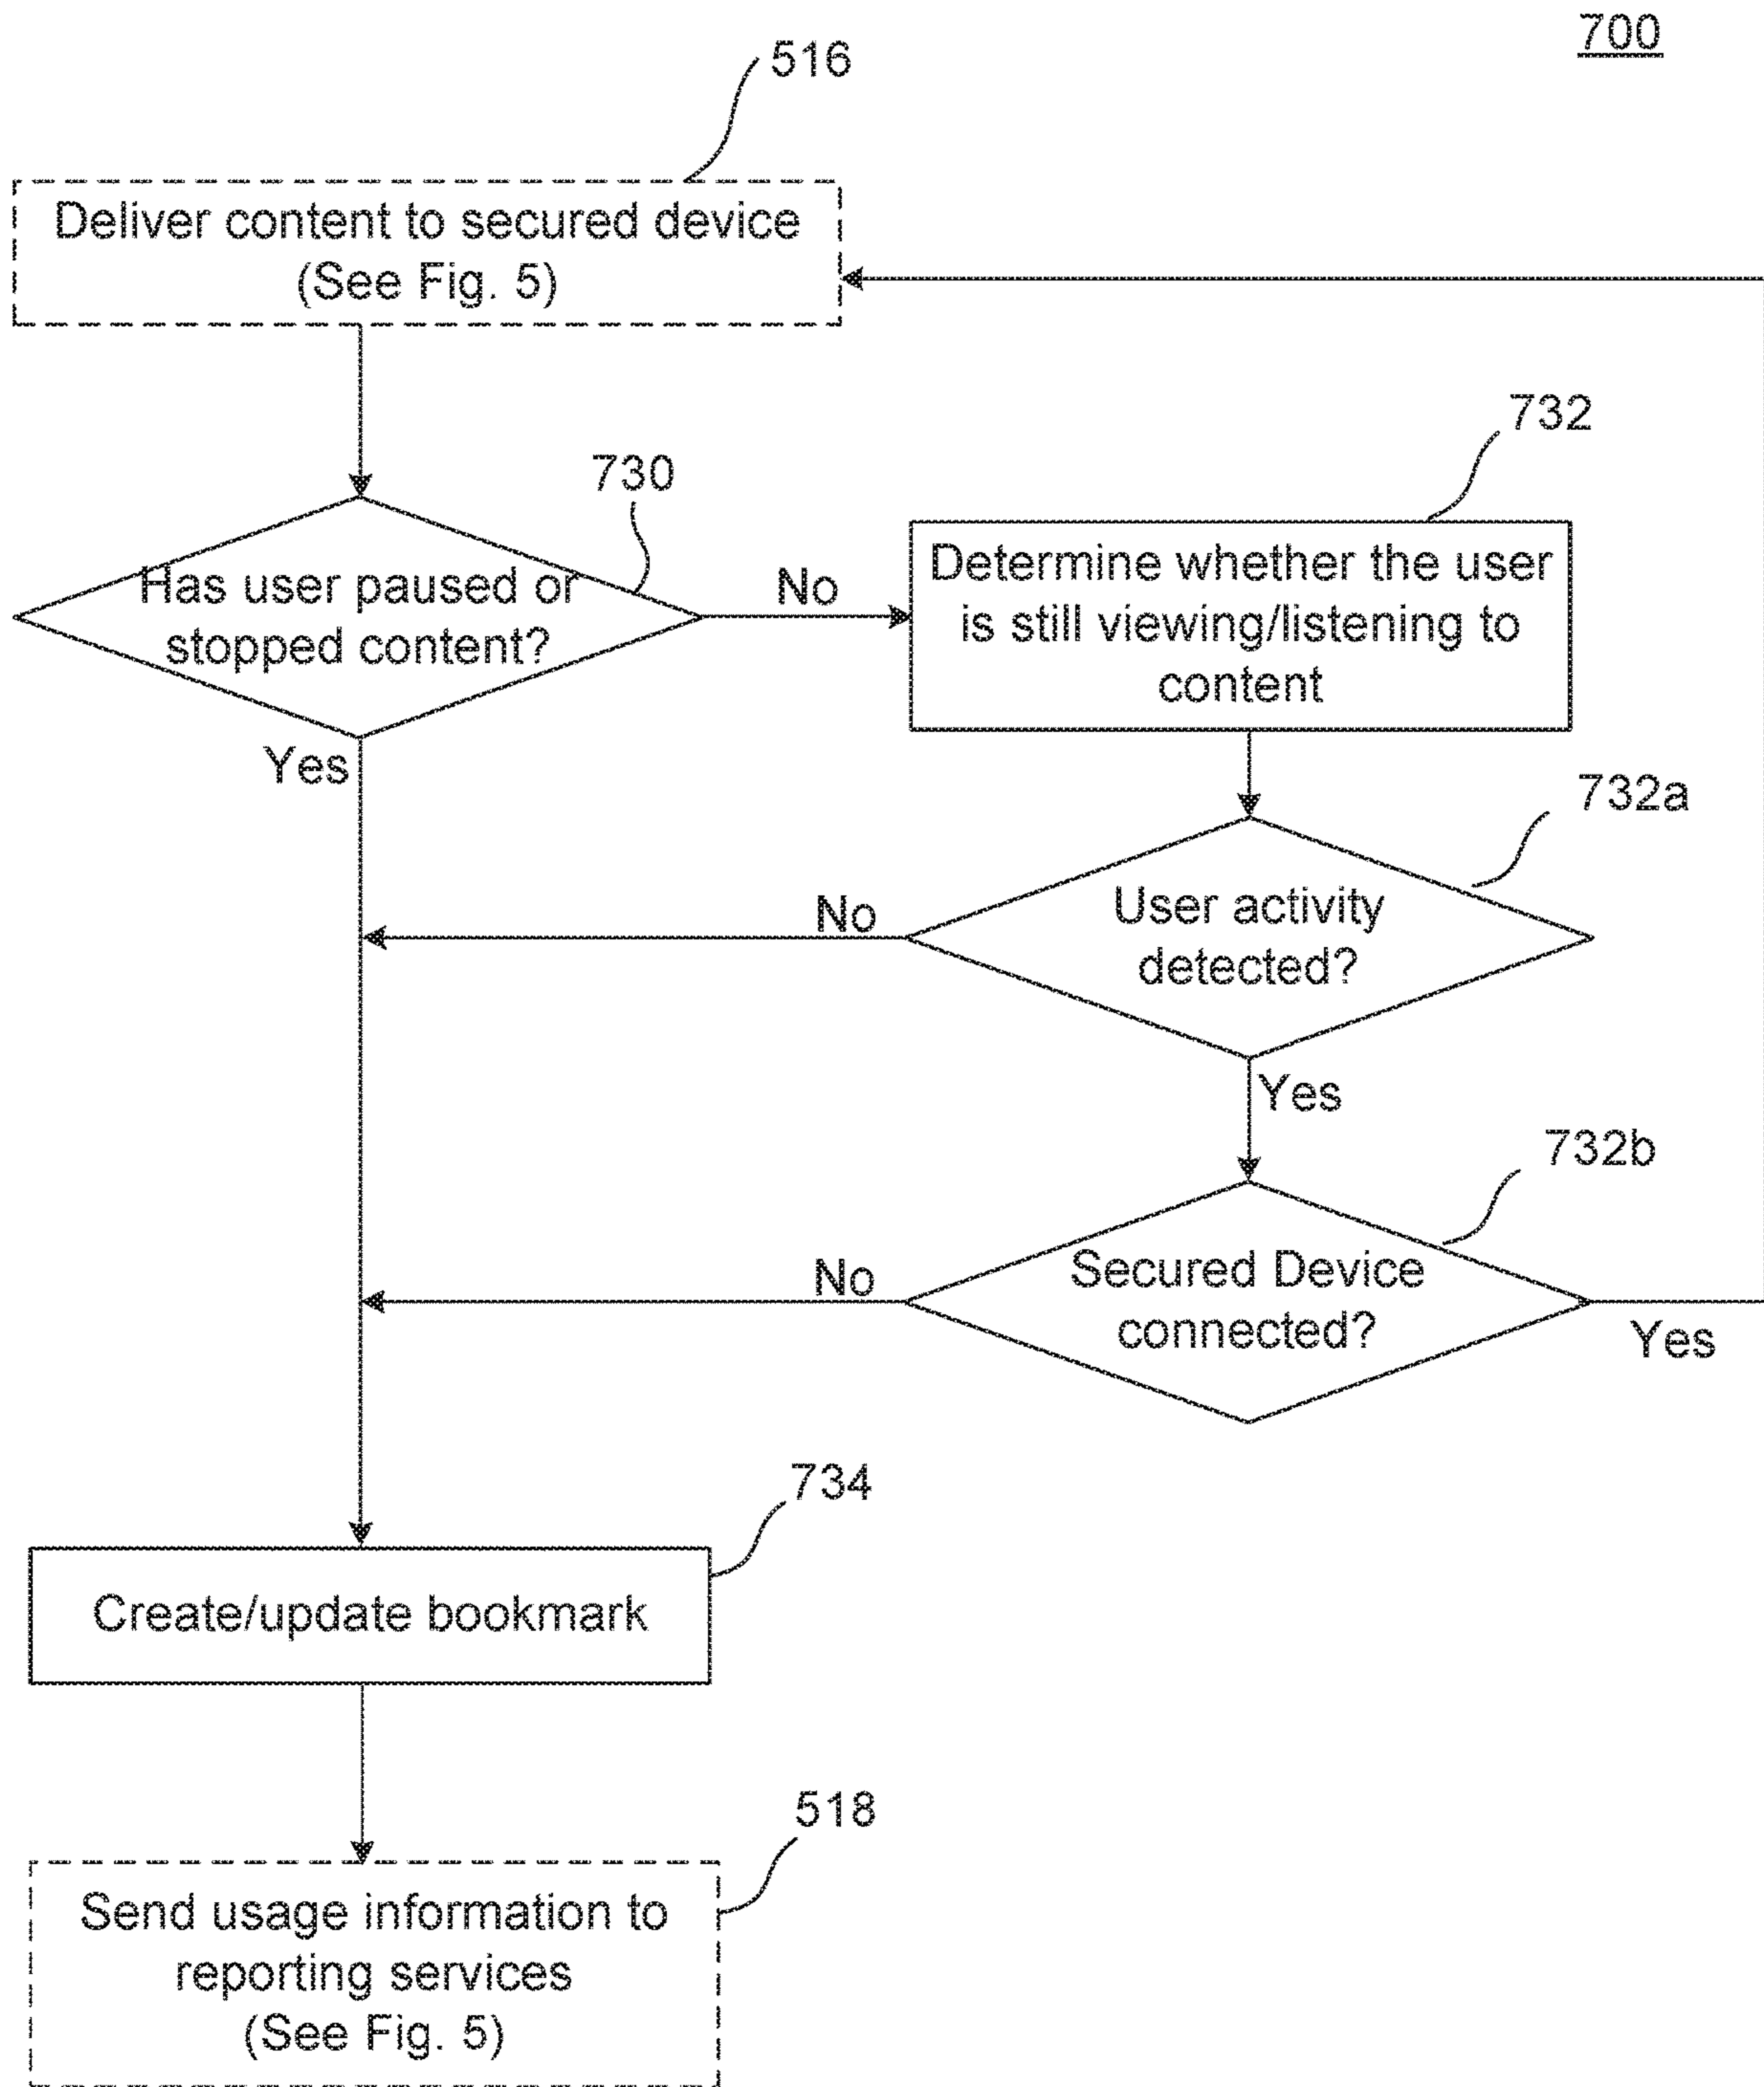 700
516
Deliver content to secured device
(See Fig. 5)
732
730
Has user paused or
stopped content?
No
Determine whether the user
is still viewing/listening to
content
Yes
732a
User activity
detected?
No
Yes
732b
Secured Device
connected?
No
Yes
734
Create/update bookmark
518
Send usage information to
reporting services
(See Fig. 5)